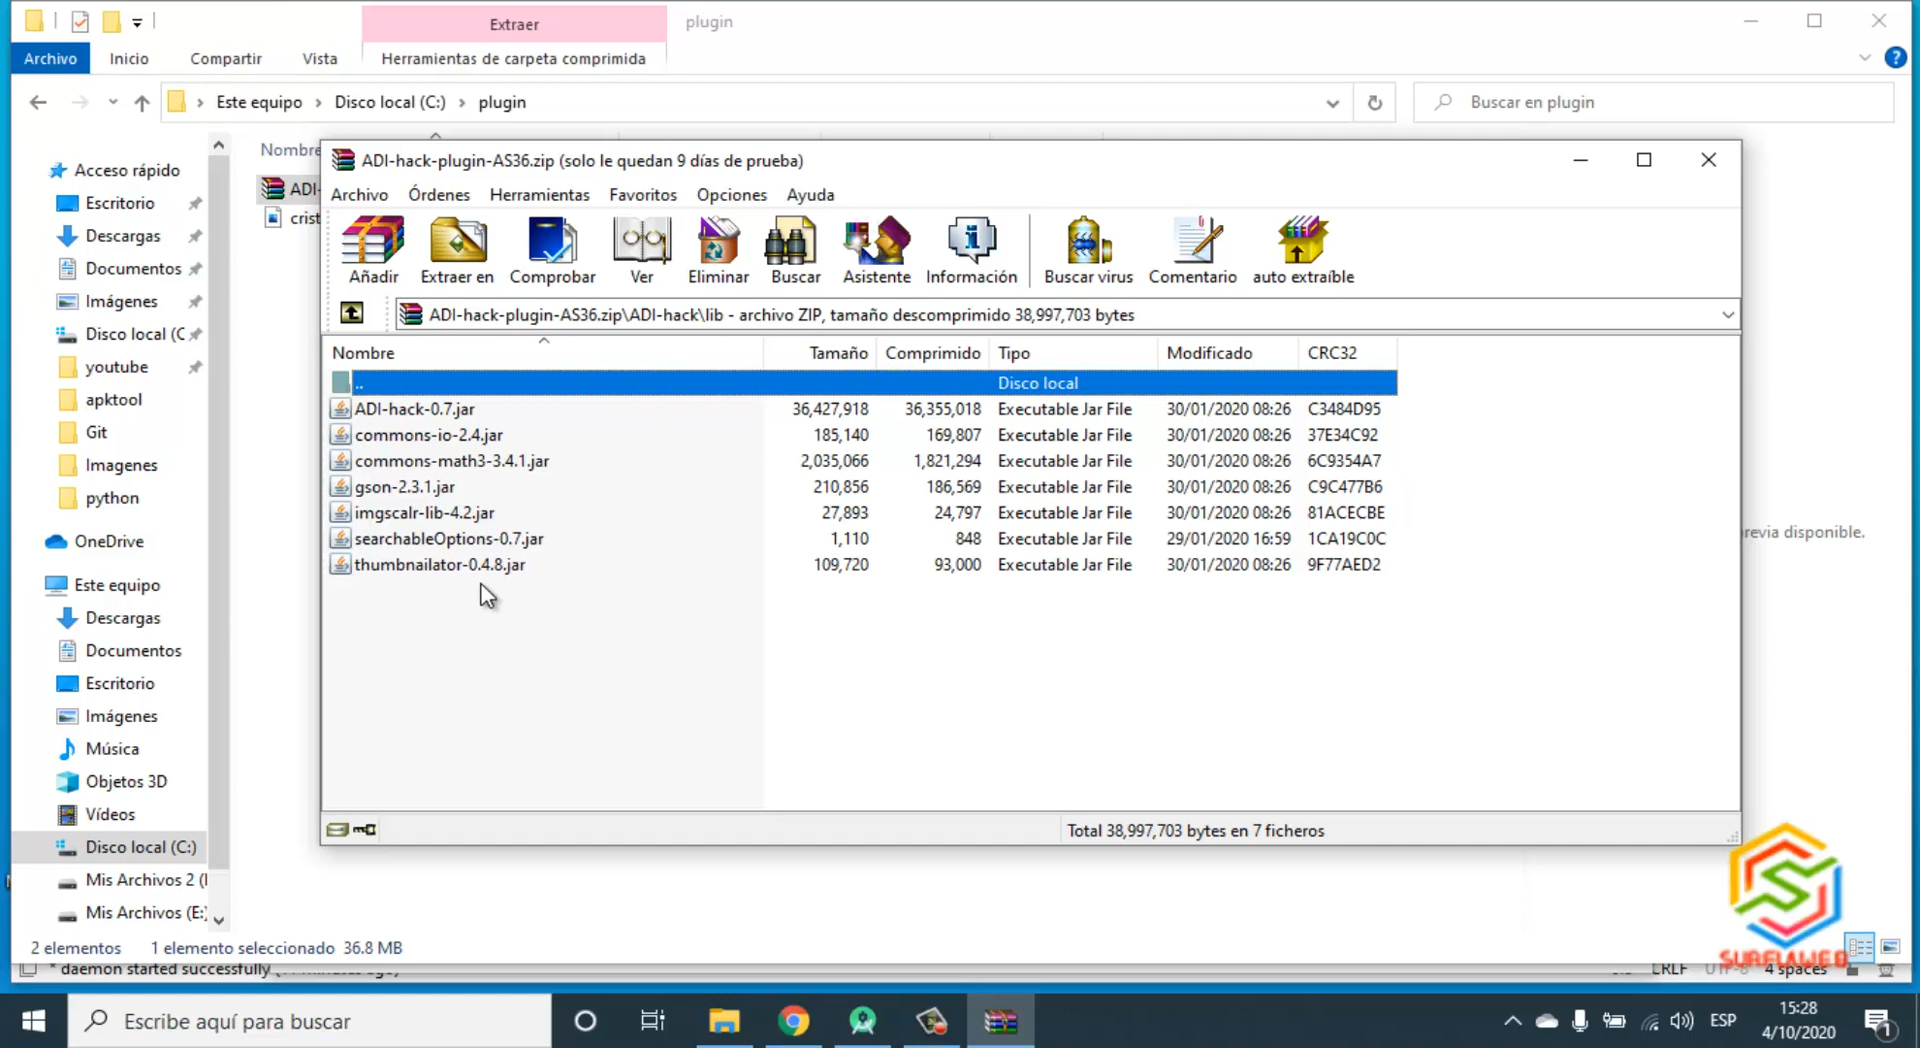 Extraer
plugin
Archivo
Inicio
Compartir
Vista
Herramientas de carpeta comprimida
Este equipo > Disco local (C:) > plugin
Buscar en plugin
Nombre
ADI-
crist
Acceso rápido
Escritorio
Descargas
Documentos
Imágenes
Disco local (C
youtube
apktool
Git
Imagenes
python
OneDrive
Este equipo
Descargas
Documentos
Escritorio
Imágenes
Música
Objetos 3D
Vídeos
Disco local (C:)
Mis Archivos 2 (
Mis Archivos (E:)
ADI-hack-plugin-AS36.zip (solo le quedan 9 días de prueba)
Archivo Órdenes Herramientas Favoritos Opciones Ayuda
Añadir Extraer en Comprobar Ver Eliminar Buscar Asistente Información Buscar virus Comentario auto extraíble
ADI-hack-plugin-AS36.zip\ADI-hack\lib - archivo ZIP, tamaño descomprimido 38,997,703 bytes
Nombre Tamaño Comprimido Tipo Modificado CRC32
.. Disco local
ADI-hack-0.7.jar 36,427,918 36,355,018 Executable Jar File 30/01/2020 08:26 C3484D95
commons-io-2.4.jar 185,140 169,807 Executable Jar File 30/01/2020 08:26 37E34C92
commons-math3-3.4.1.jar 2,035,066 1,821,294 Executable Jar File 30/01/2020 08:26 6C9354A7
gson-2.3.1.jar 210,856 186,569 Executable Jar File 30/01/2020 08:26 C9C477B6
imgscalr-lib-4.2.jar 27,893 24,797 Executable Jar File 30/01/2020 08:26 81ACECBE
searchableOptions-0.7.jar 1,110 848 Executable Jar File 29/01/2020 16:59 1CA19C0C
thumbnailator-0.4.8.jar 109,720 93,000 Executable Jar File 30/01/2020 08:26 9F77AED2
Total 38,997,703 bytes en 7 ficheros
revia disponible.
SURFLAWEB
2 elementos 1 elemento seleccionado 36.8 MB
* daemon started successfully
CRLF UTF-8 4 spaces
Escribe aquí para buscar
ESP
15:28
4/10/2020
1